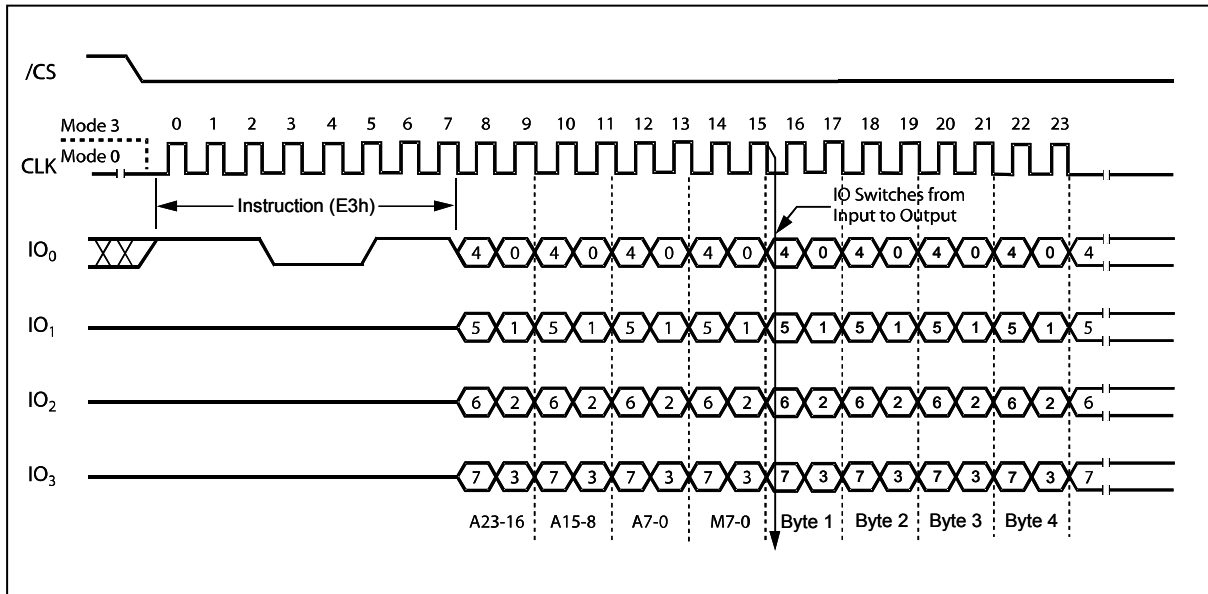 /CS
Mode 3
0 1 2 3 4 5 6 7 8 9 10 11 12 13 14 15 16 17 18 19 20 21 22 23
Mode 0
CLK
Instruction (E3h)
IO Switches from
Input to Output
IO0 4 0 4 0 4 0 4 0 4 0 4 0 4 0 4 0 4
IO1 5 1 5 1 5 1 5 1 5 1 5 1 5 1 5 1 5
IO2 6 2 6 2 6 2 6 2 6 2 6 2 6 2 6 2 6
IO3 7 3 7 3 7 3 7 3 7 3 7 3 7 3 7 3 7
A23-16 A15-8 A7-0 M7-0 Byte 1 Byte 2 Byte 3 Byte 4